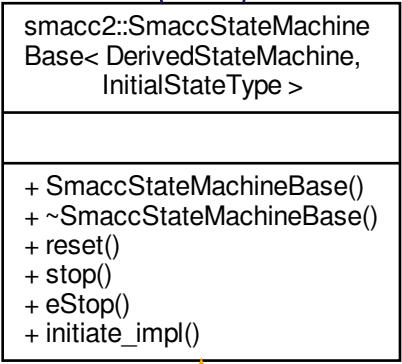 smacc2::SmaccStateMachine
Base< DerivedStateMachine,
InitialStateType >
+ SmaccStateMachineBase()
+ ~SmaccStateMachineBase()
+ reset()
+ stop()
+ eStop()
+ initiate_impl()